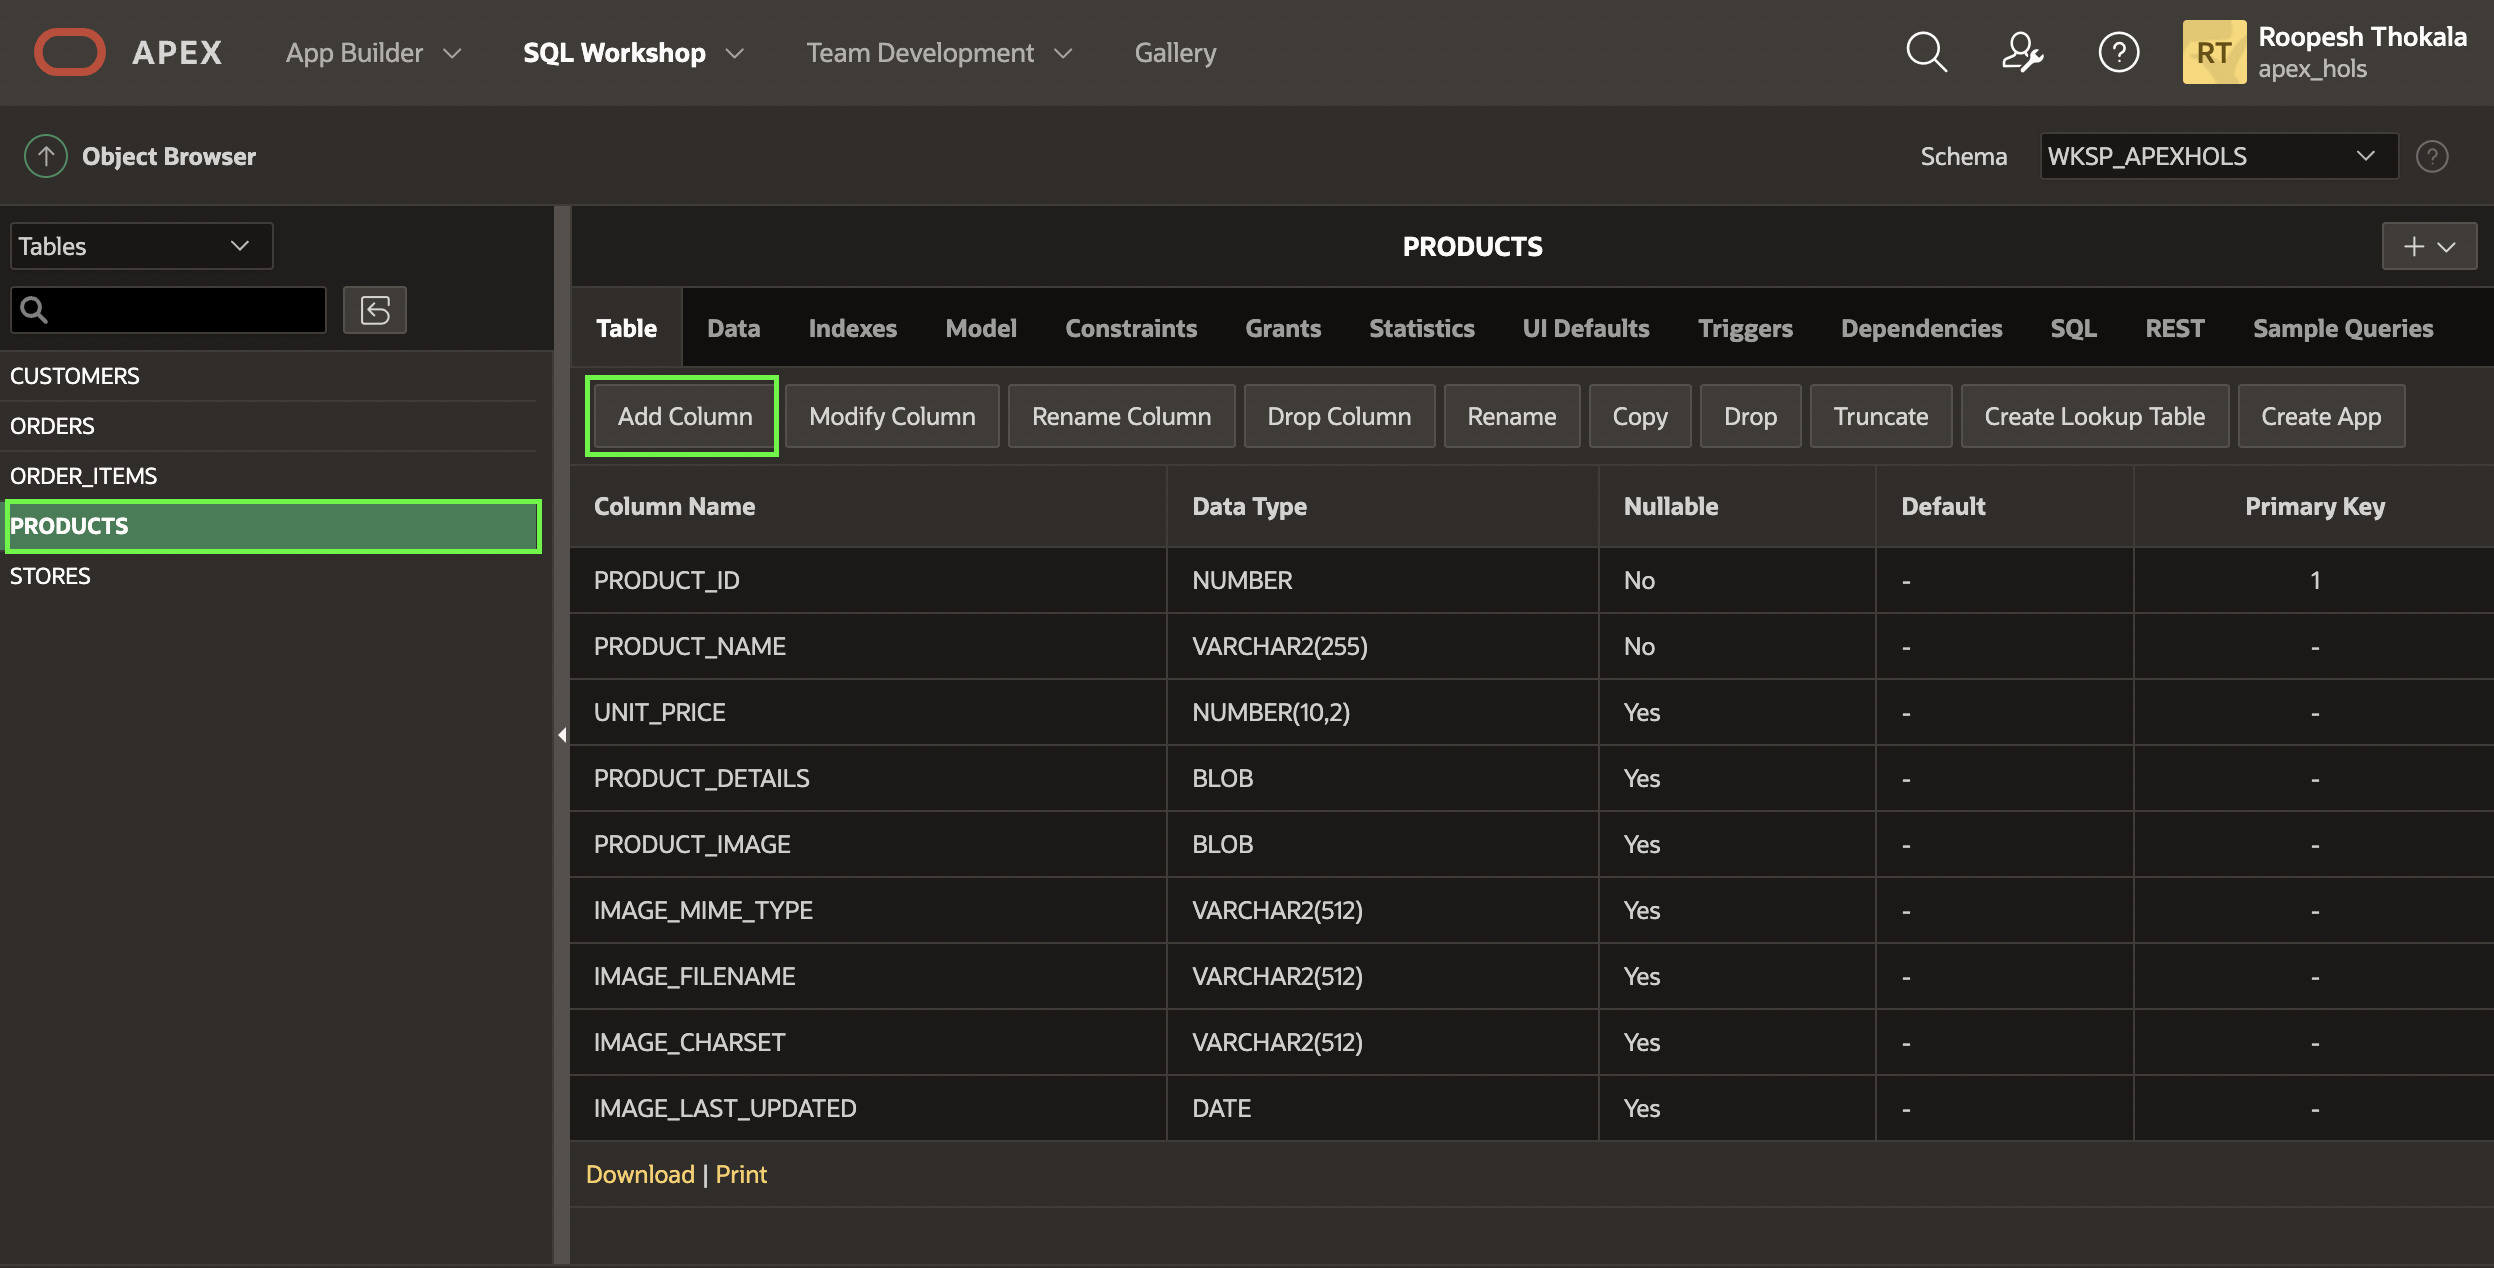 APEX App Builder SQL Workshop Team Development Gallery RT Roopesh Thokala
apex_hols
Object Browser Schema WKSP_APEXHOLS
Tables
PRODUCTS
Table Data Indexes Model Constraints Grants Statistics UI Defaults Triggers Dependencies SQL REST Sample Queries
CUSTOMERS
ORDERS
ORDER_ITEMS
PRODUCTS
STORES
Add Column Modify Column Rename Column Drop Column Rename Copy Drop Truncate Create Lookup Table Create App
Column Name Data Type Nullable Default Primary Key
PRODUCT_ID NUMBER No - 1
PRODUCT_NAME VARCHAR2(255) No - -
UNIT_PRICE NUMBER(10,2) Yes - -
PRODUCT_DETAILS BLOB Yes - -
PRODUCT_IMAGE BLOB Yes - -
IMAGE_MIME_TYPE VARCHAR2(512) Yes - -
IMAGE_FILENAME VARCHAR2(512) Yes - -
IMAGE_CHARSET VARCHAR2(512) Yes - -
IMAGE_LAST_UPDATED DATE Yes - -
Download | Print